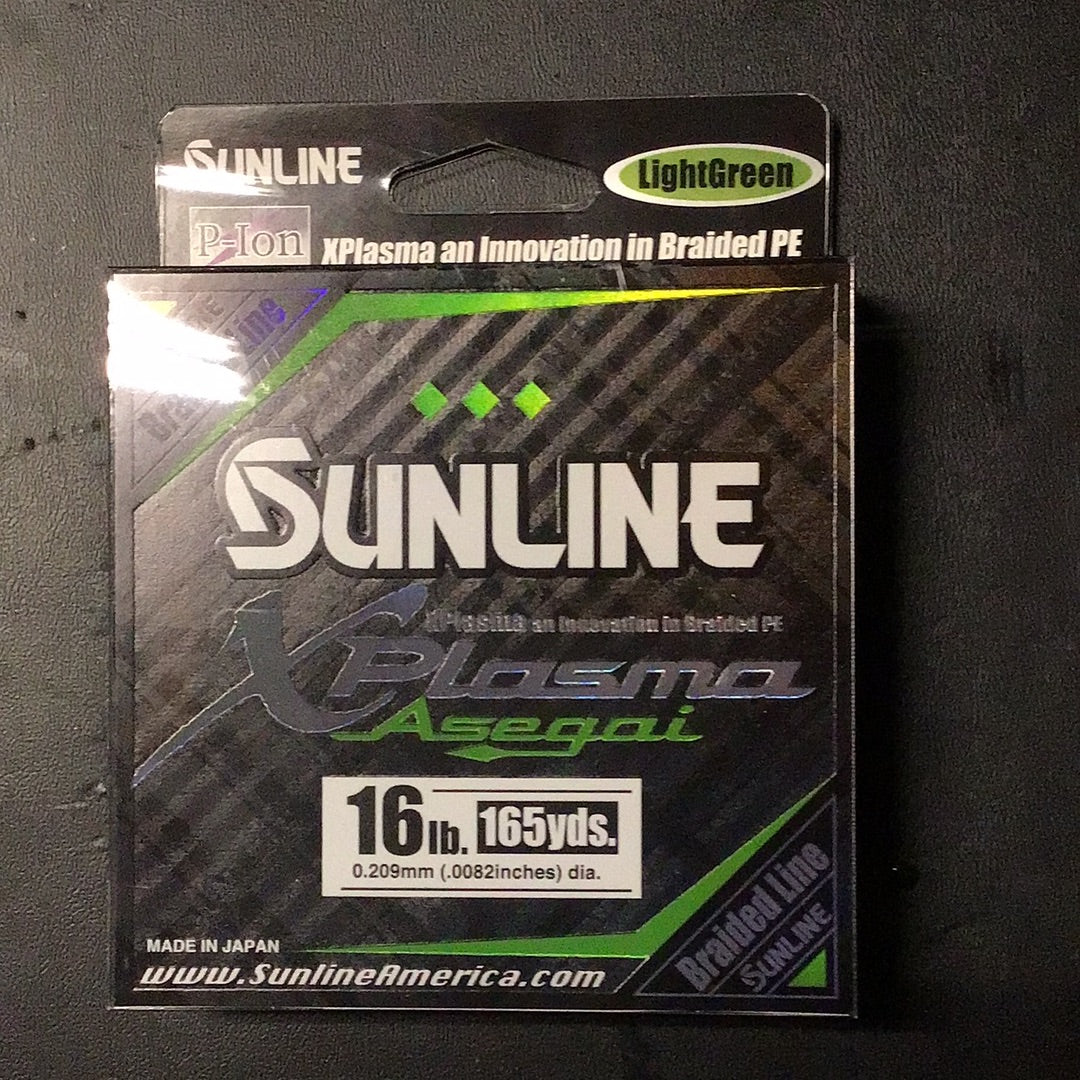 SUNLINE
LightGreen
P-Ion
XPlasma an Innovation in Braided PE
SUNLINE
XPlasma an Innovation in Braided PE
XPlasma
Asegai
16lb. 165yds.
0.209mm (.0082inches) dia.
Braided Line
SUNLINE
MADE IN JAPAN
www.SunlineAmerica.com